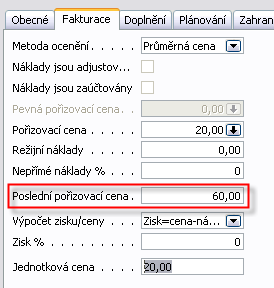 Obecné Fakturace Doplnění Plánování Zahran
Metoda ocenění . . . . . Průměrná cena
Náklady jsou adjustov...
Náklady jsou zaúčtovány
Pevná pořizovací cena . 0,00
Pořizovací cena . . . . . 20,00
Režijní náklady . . . . . 0,00
Nepřímé náklady % . . . 0
Poslední pořizovací cena . 60,00
Výpočet zisku/ceny . . . Zisk=cena-ná...
Zisk % . . . . . . . . . 0
Jednotková cena . . . . 20,00